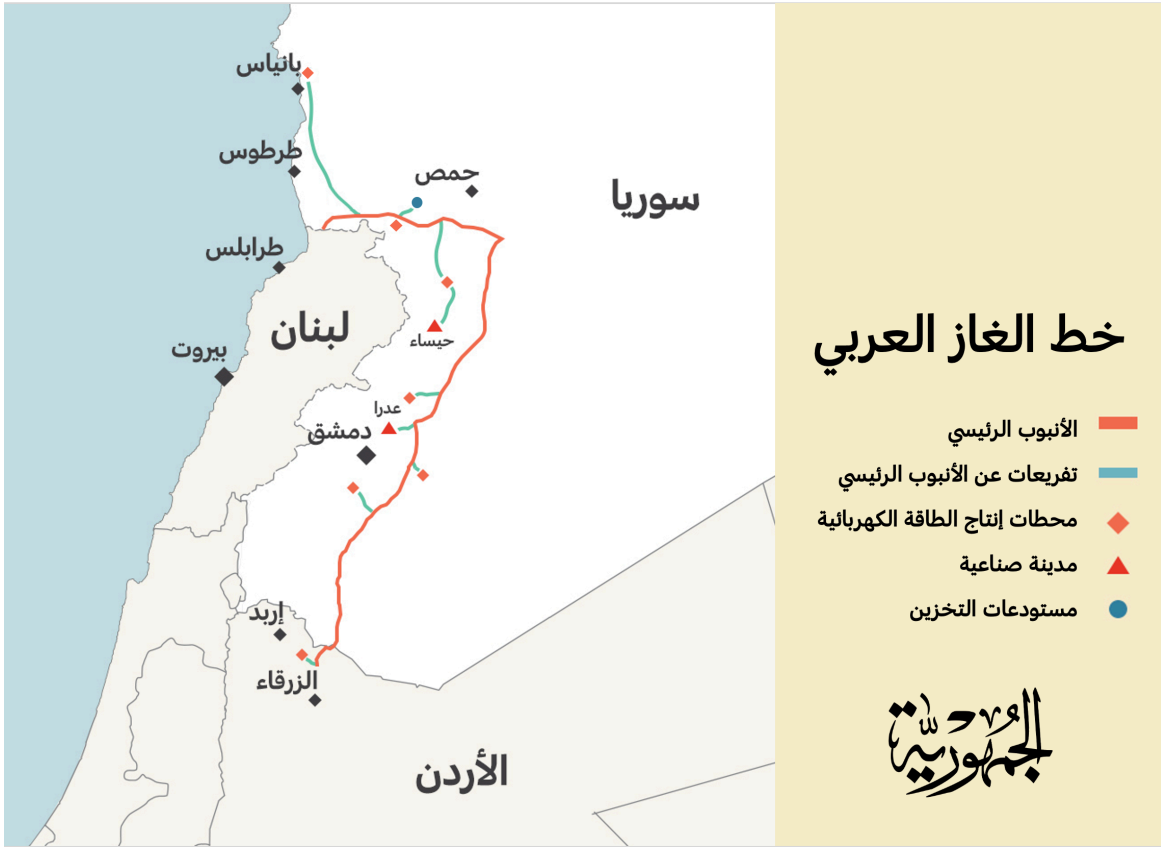 بانياس
طرطوس
حمص
سوريا
طرابلس
لبنان
حيساء
بيروت
عدرا
دمشق
إربد
الزرقاء
الأردن
خط الغاز العربي
الأنبوب الرئيسي
تفريعات عن الأنبوب الرئيسي
محطات إنتاج الطاقة الكهربائية
مدينة صناعية
مستودعات التخزين
الجمهورية